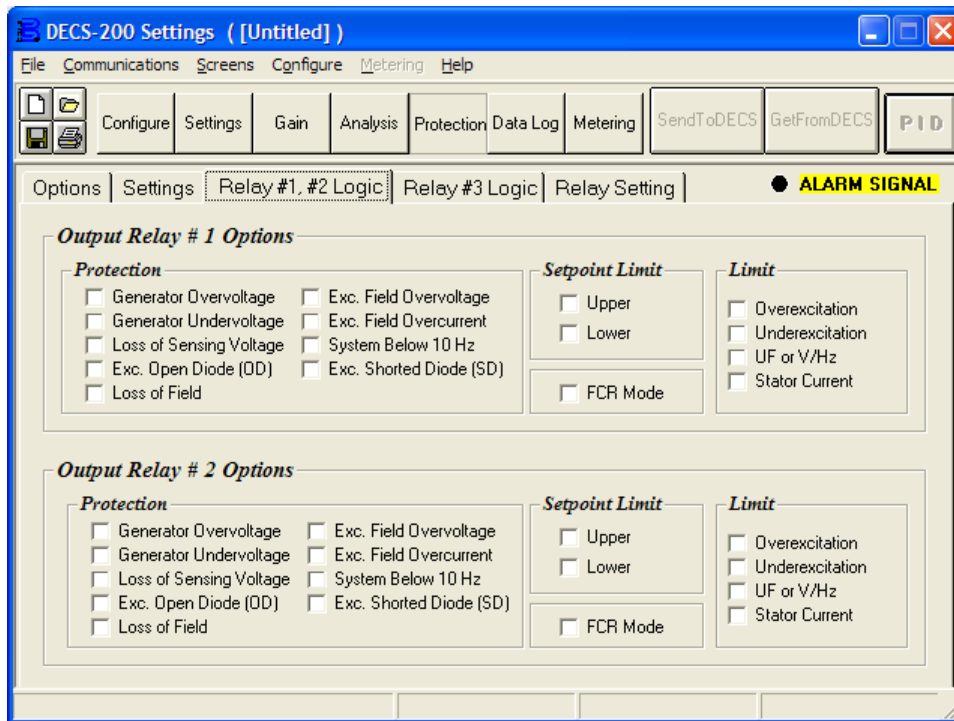 DECS-200 Settings ( [Untitled] )
File Communications Screens Configure Metering Help
Configure Settings Gain Analysis Protection Data Log Metering SendToDECS GetFromDECS PID
Options Settings Relay #1, #2 Logic Relay #3 Logic Relay Setting ALARM SIGNAL
Output Relay # 1 Options
Protection
Generator Overvoltage
Generator Undervoltage
Loss of Sensing Voltage
Exc. Open Diode (OD)
Loss of Field
Exc. Field Overvoltage
Exc. Field Overcurrent
System Below 10 Hz
Exc. Shorted Diode (SD)
Setpoint Limit
Upper
Lower
FCR Mode
Limit
Overexcitation
Underexcitation
UF or V/Hz
Stator Current
Output Relay # 2 Options
Protection
Generator Overvoltage
Generator Undervoltage
Loss of Sensing Voltage
Exc. Open Diode (OD)
Loss of Field
Exc. Field Overvoltage
Exc. Field Overcurrent
System Below 10 Hz
Exc. Shorted Diode (SD)
Setpoint Limit
Upper
Lower
FCR Mode
Limit
Overexcitation
Underexcitation
UF or V/Hz
Stator Current